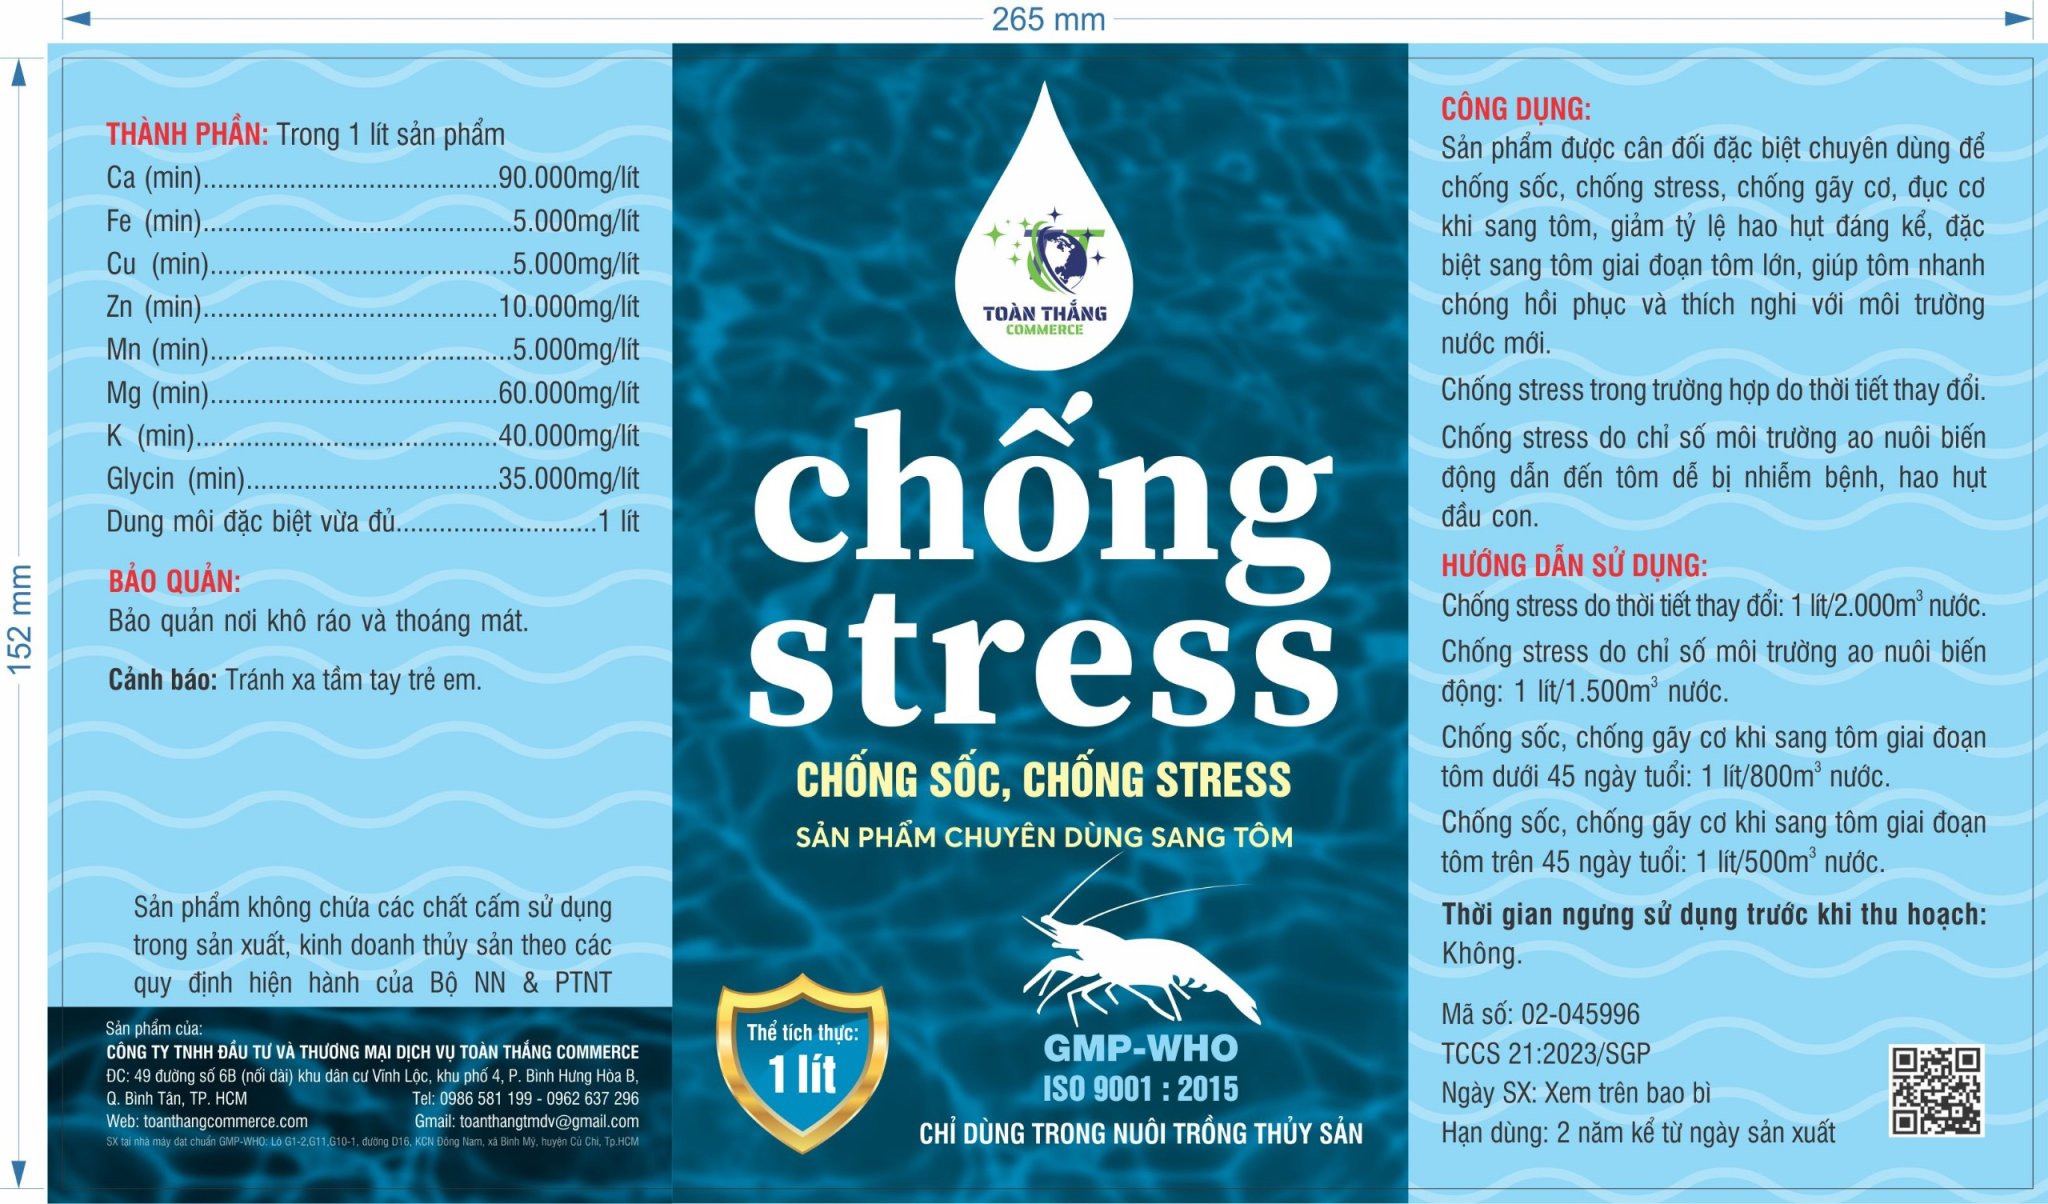 265 mm
152 mm
THÀNH PHẦN: Trong 1 lít sản phẩm
Ca (min)........................................90.000mg/lít
Fe (min)..........................................5.000mg/lít
Cu (min)..........................................5.000mg/lít
Zn (min)........................................10.000mg/lít
Mn (min)..........................................5.000mg/lít
Mg (min)........................................60.000mg/lít
K (min)..........................................40.000mg/lít
Glycin (min)...................................35.000mg/lít
Dung môi đặc biệt vừa đủ............................1 lít
BẢO QUẢN:
Bảo quản nơi khô ráo và thoáng mát.
Cảnh báo: Tránh xa tầm tay trẻ em.
Sản phẩm không chứa các chất cấm sử dụng
trong sản xuất, kinh doanh thủy sản theo các
quy định hiện hành của Bộ NN & PTNT
Sản phẩm của:
CÔNG TY TNHH ĐẦU TƯ VÀ THƯƠNG MẠI DỊCH VỤ TOÀN THẮNG COMMERCE
ĐC: 49 đường số 6B (nối dài) khu dân cư Vĩnh Lộc, khu phố 4, P. Bình Hưng Hòa B,
Q. Bình Tân, TP. HCM Tel: 0986 581 199 - 0962 637 296
Web: toanthangcommerce.com Gmail: toanthangtmdv@gmail.com
SX tại nhà máy đạt chuẩn GMP-WHO: Lô G1-2,G11,G10-1, đường D16, KCN Đông Nam, xã Bình Mỹ, huyện Củ Chi, Tp.HCM
TOÀN THẮNG
COMMERCE
chống
stress
CHỐNG SỐC, CHỐNG STRESS
SẢN PHẨM CHUYÊN DÙNG SANG TÔM
Thể tích thực:
1 lít
GMP-WHO
ISO 9001 : 2015
CHỈ DÙNG TRONG NUÔI TRỒNG THỦY SẢN
CÔNG DỤNG:
Sản phẩm được cân đối đặc biệt chuyên dùng để
chống sốc, chống stress, chống gãy cơ, đục cơ
khi sang tôm, giảm tỷ lệ hao hụt đáng kể, đặc
biệt sang tôm giai đoạn tôm lớn, giúp tôm nhanh
chóng hồi phục và thích nghi với môi trường
nước mới.
Chống stress trong trường hợp do thời tiết thay đổi.
Chống stress do chỉ số môi trường ao nuôi biến
động dẫn đến tôm dễ bị nhiễm bệnh, hao hụt
đầu con.
HƯỚNG DẪN SỬ DỤNG:
Chống stress do thời tiết thay đổi: 1 lít/2.000m³ nước.
Chống stress do chỉ số môi trường ao nuôi biến
động: 1 lít/1.500m³ nước.
Chống sốc, chống gãy cơ khi sang tôm giai đoạn
tôm dưới 45 ngày tuổi: 1 lít/800m³ nước.
Chống sốc, chống gãy cơ khi sang tôm giai đoạn
tôm trên 45 ngày tuổi: 1 lít/500m³ nước.
Thời gian ngưng sử dụng trước khi thu hoạch:
Không.
Mã số: 02-045996
TCCS 21:2023/SGP
Ngày SX: Xem trên bao bì
Hạn dùng: 2 năm kể từ ngày sản xuất